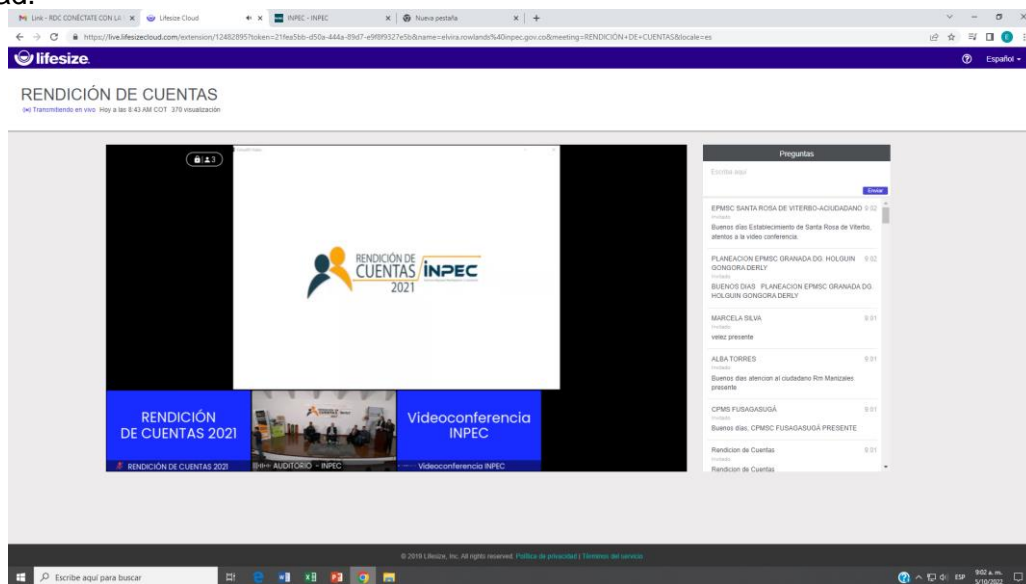 ad.
Link - RDC CONÉCTATE CON LA
Lifesize Cloud
INPEC - INPEC
Nueva pestaña
https://live.lifesizecloud.com/extension/12482895?token=21fea5bb-d50a-444a-89d7-e9f8f9327e5b&name=elvira.rowlands%40inpec.gov.co&meeting=RENDICIÓN+DE+CUENTAS&locale=es
lifesize.
Español
RENDICIÓN DE CUENTAS
Transmitiendo en vivo Hoy a las 8:43 AM COT 370 visualización
3
RENDICIÓN DE
CUENTAS
2021
INPEC
RENDICIÓN
DE CUENTAS 2021
RENDICIÓN DE CUENTAS 2021
AUDITORIO - INPEC
Videoconferencia
INPEC
Videoconferencia INPEC
Preguntas
Escriba aquí
Enviar
EPMSC SANTA ROSA DE VITERBO-ACIUDADANO 9:02
Invitado
Buenos días Establecimiento de Santa Rosa de Viterbo,
atentos a la video conferencia.
PLANEACION EPMSC GRANADA DG. HOLGUIN 9:02
GONGORA DERLY
Invitado
BUENOS DIAS PLANEACION EPMSC GRANADA DG.
HOLGUIN GONGORA DERLY
MARCELA SILVA 9:01
Invitado
velez presente
ALBA TORRES 9:01
Invitado
Buenos dias atencion al ciudadano Rm Manizales
presente
CPMS FUSAGASUGÁ 9:01
Invitado
Buenos días, CPMSC FUSAGASUGÁ PRESENTE
Rendicion de Cuentas 9:01
Invitado
Rendicion de Cuentas
© 2019 Lifesize, Inc. All rights reserved. Política de privacidad | Términos del servicio
Escribe aquí para buscar
ESP
9:02 a. m.
5/10/2022